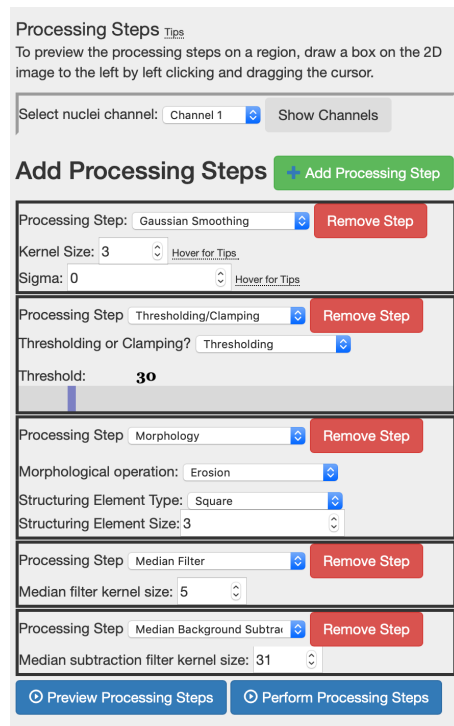 Processing Steps Tips
To preview the processing steps on a region, draw a box on the 2D
image to the left by left clicking and dragging the cursor.
Select nuclei channel: Channel 1 Show Channels
Add Processing Steps + Add Processing Step
Processing Step: Gaussian Smoothing Remove Step
Kernel Size: 3 Hover for Tips
Sigma: 0 Hover for Tips
Processing Step Thresholding/Clamping Remove Step
Thresholding or Clamping? Thresholding
Threshold: 30
Processing Step Morphology Remove Step
Morphological operation: Erosion
Structuring Element Type: Square
Structuring Element Size: 3
Processing Step Median Filter Remove Step
Median filter kernel size: 5
Processing Step Median Background Subtrac Remove Step
Median subtraction filter kernel size: 31
Preview Processing Steps Perform Processing Steps